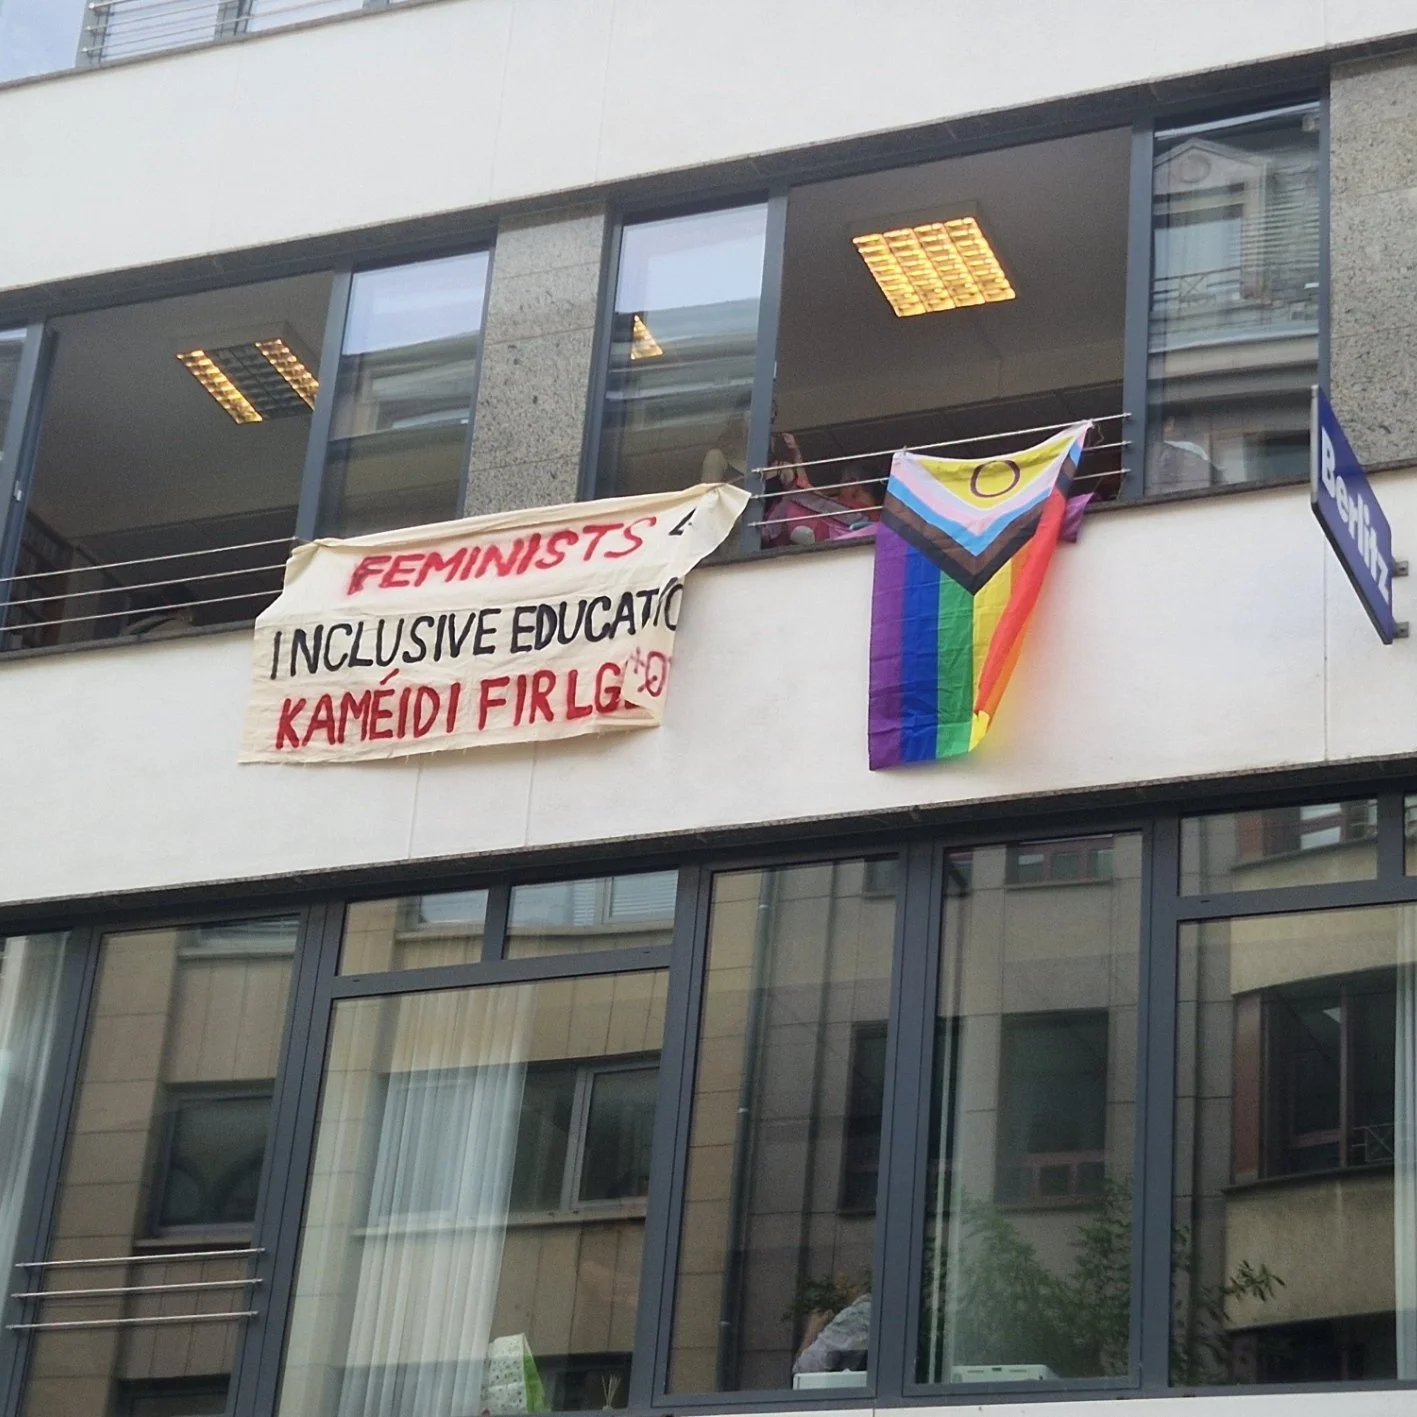 FEMINISTS
INCLUSIVE EDUCATIO
KAMÉIDI FIR LG
Berlitz